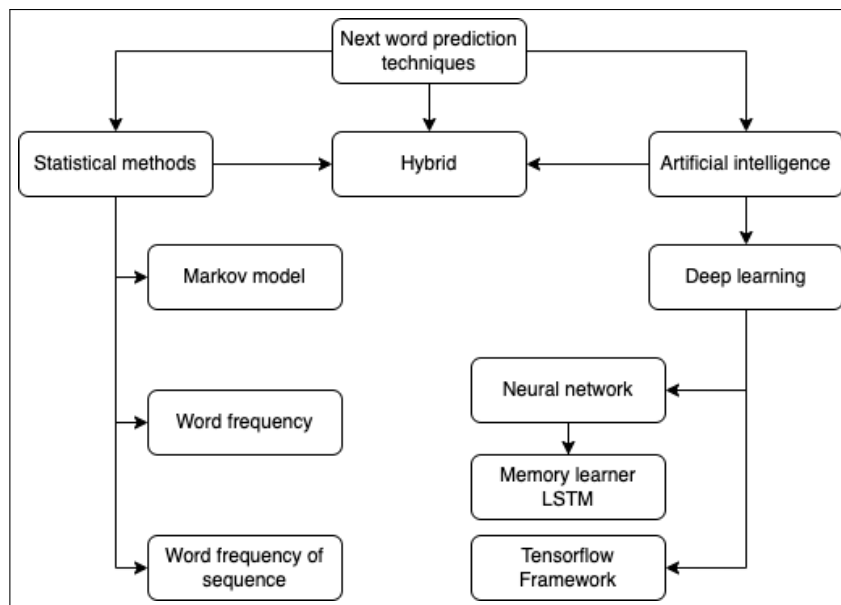 Next word prediction
techniques
Statistical methods
Hybrid
Artificial intelligence
Markov model
Deep learning
Neural network
Word frequency
Memory learner
LSTM
Word frequency of
sequence
Tensorflow
Framework